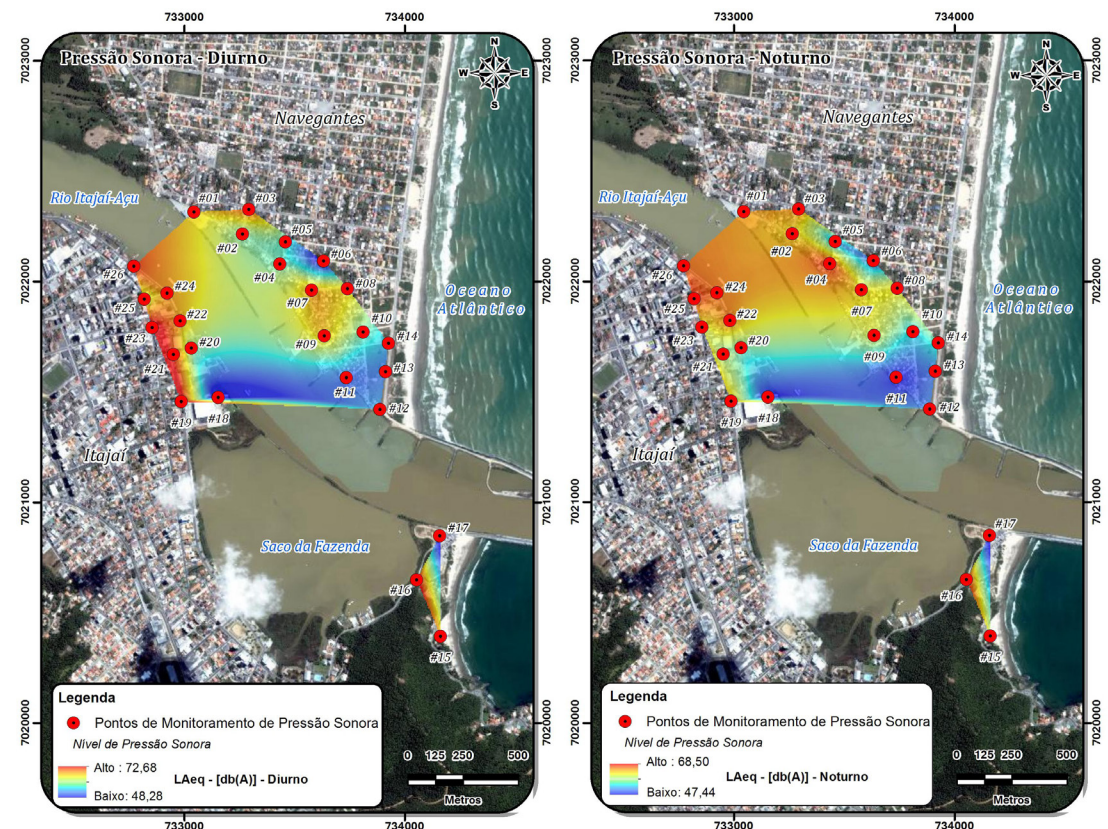 733000
734000
7023000
7022000
7021000
7020000
Pressão Sonora - Diurno
N
W
E
S
Navegantes
Rio Itajaí-Açu
Oceano
Atlântico
#01
#03
#02
#05
#06
#04
#26
#24
#08
#07
#25
#22
#10
#23
#20
#14
#09
#21
#13
#11
#19
#18
#12
Itajaí
Saco da Fazenda
#17
#16
#15
Legenda
Pontos de Monitoramento de Pressão Sonora
Nivel de Pressão Sonora
Alto : 72,68
LAeq - [db(A)] - Diurno
Baixo: 48,28
0 125 250 500
Metros
733000
734000
7023000
7022000
7021000
7020000
733000
734000
7023000
7022000
7021000
7020000
Pressão Sonora - Noturno
N
W
E
S
Navegantes
Rio Itajaí-Açu
Oceano
Atlântico
#01
#03
#02
#05
#06
#04
#26
#24
#08
#07
#25
#22
#10
#23
#20
#14
#09
#21
#13
#11
#19
#18
#12
Itajaí
Saco da Fazenda
#17
#16
#15
Legenda
Pontos de Monitoramento de Pressão Sonora
Nivel de Pressão Sonora
Alto : 68,50
LAeq - [db(A)] - Noturno
Baixo: 47,44
0 125 250 500
Metros
733000
734000